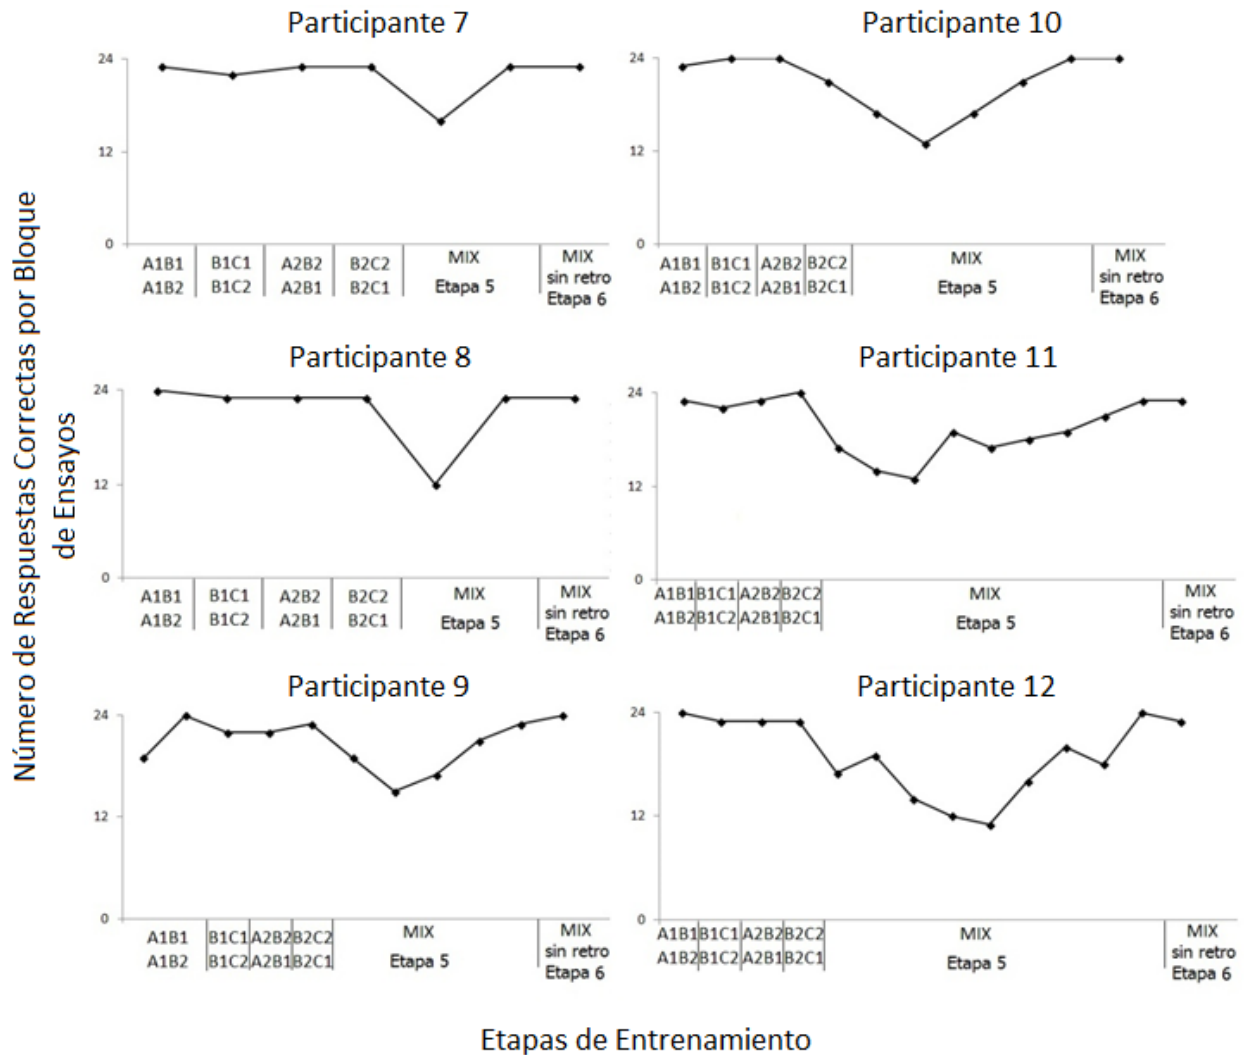 Número de Respuestas Correctas por Bloque
de Ensayos
Participante 7
24
12
0
A1B1
A1B2
B1C1
B1C2
A2B2
A2B1
B2C2
B2C1
MIX
Etapa 5
MIX
sin retro
Etapa 6
Participante 10
24
12
0
A1B1
A1B2
B1C1
B1C2
A2B2
A2B1
B2C2
B2C1
MIX
Etapa 5
MIX
sin retro
Etapa 6
Participante 8
24
12
0
A1B1
A1B2
B1C1
B1C2
A2B2
A2B1
B2C2
B2C1
MIX
Etapa 5
MIX
sin retro
Etapa 6
Participante 11
24
12
0
A1B1
A1B2
B1C1
B1C2
A2B2
A2B1
B2C2
B2C1
MIX
Etapa 5
MIX
sin retro
Etapa 6
Participante 9
24
12
0
A1B1
A1B2
B1C1
B1C2
A2B2
A2B1
B2C2
B2C1
MIX
Etapa 5
MIX
sin retro
Etapa 6
Participante 12
24
12
0
A1B1
A1B2
B1C1
B1C2
A2B2
A2B1
B2C2
B2C1
MIX
Etapa 5
MIX
sin retro
Etapa 6
Etapas de Entrenamiento